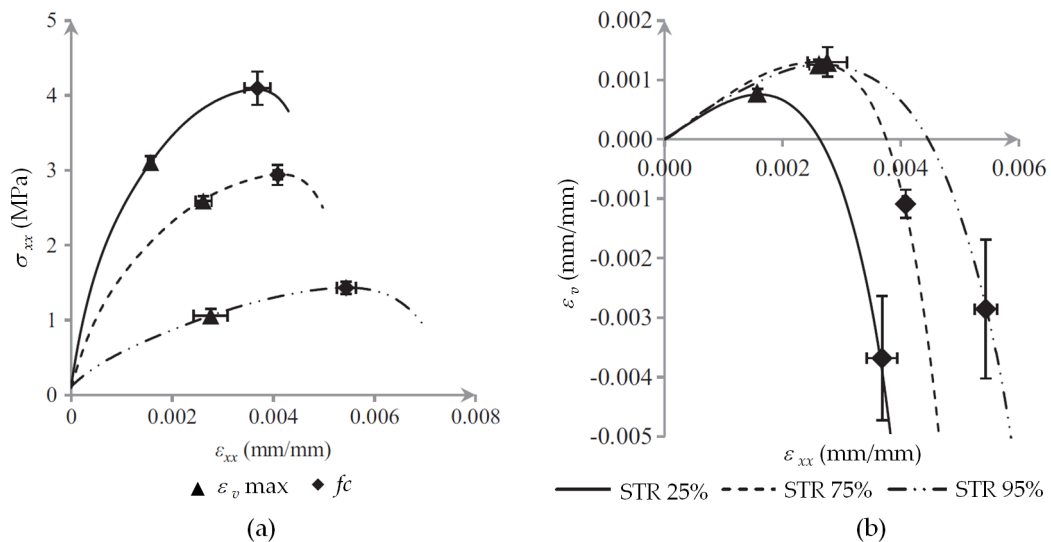 5
4
3
2
1
0
σxx (MPa)
0 0.002 0.004 0.006 0.008
εxx (mm/mm)
▲ εv max ◆ fc
(a)
0.002
0.001
0.000
-0.001
-0.002
-0.003
-0.004
-0.005
εv (mm/mm)
0.000 0.002 0.004 0.006
εxx (mm/mm)
STR 25% STR 75% STR 95%
(b)